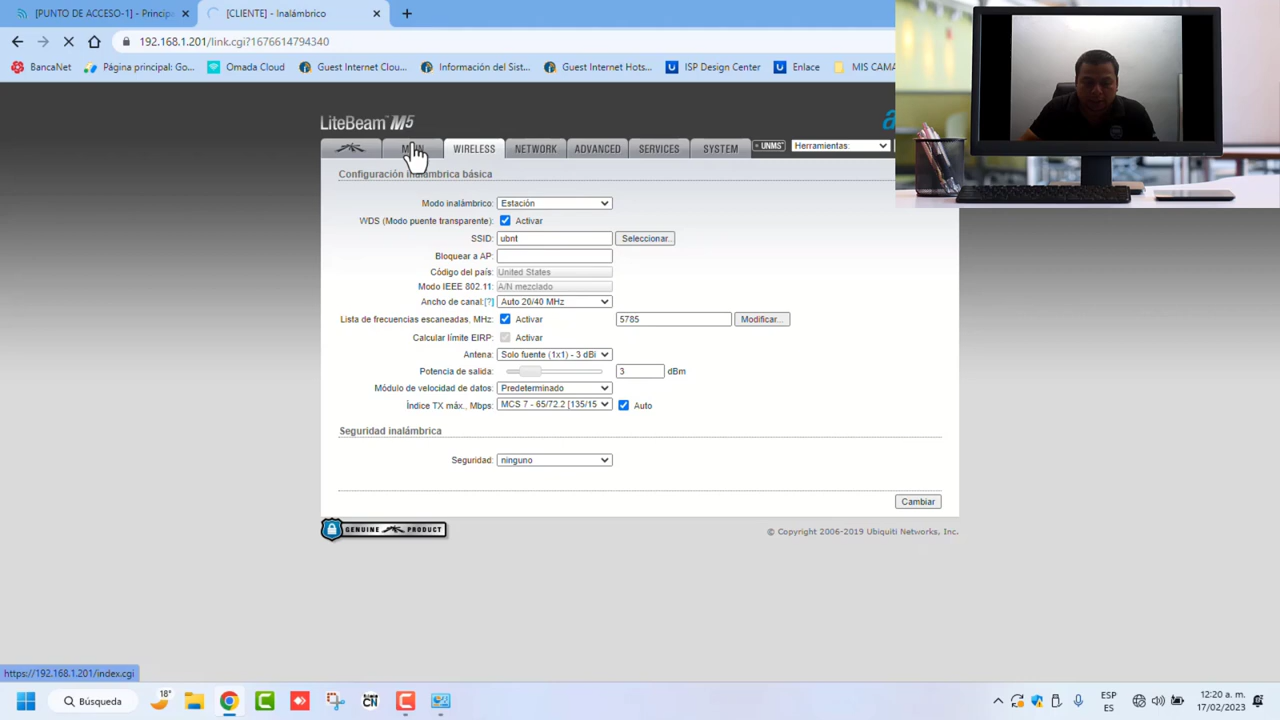 [PUNTO DE ACCESO-1] - Princip
[CLIENTE] - Inalámbrico
192.168.1.201/link.cgi?1676614794340
BancaNet
Página principal: Go...
Omada Cloud
Guest Internet Clou...
Información del Sist...
Guest Internet Hots...
ISP Design Center
Enlace
MIS CAMA
LiteBeam M5
WIRELESS
NETWORK
ADVANCED
SERVICES
SYSTEM
UNMS
Herramientas:
Configuración inalámbrica básica
Modo inalámbrico: Estación
WDS (Modo puente transparente): Activar
SSID: ubnt Seleccionar...
Bloquear a AP:
Código del país: United States
Modo IEEE 802.11: A/N mezclado
Ancho de canal:[?] Auto 20/40 MHz
Lista de frecuencias escaneadas, MHz: Activar 5785 Modificar...
Calcular límite EIRP: Activar
Antena: Solo fuente (1x1) - 3 dBi
Potencia de salida: 3 dBm
Módulo de velocidad de datos: Predeterminado
Índice TX máx., Mbps: MCS 7 - 65/72.2 [135/15 Auto
Seguridad inalámbrica
Seguridad: ninguno
Cambiar
GENUINE PRODUCT
© Copyright 2006-2019 Ubiquiti Networks, Inc.
https://192.168.1.201/index.cgi
Búsqueda
18°
CN
ESP
ES
12:20 a. m.
17/02/2023